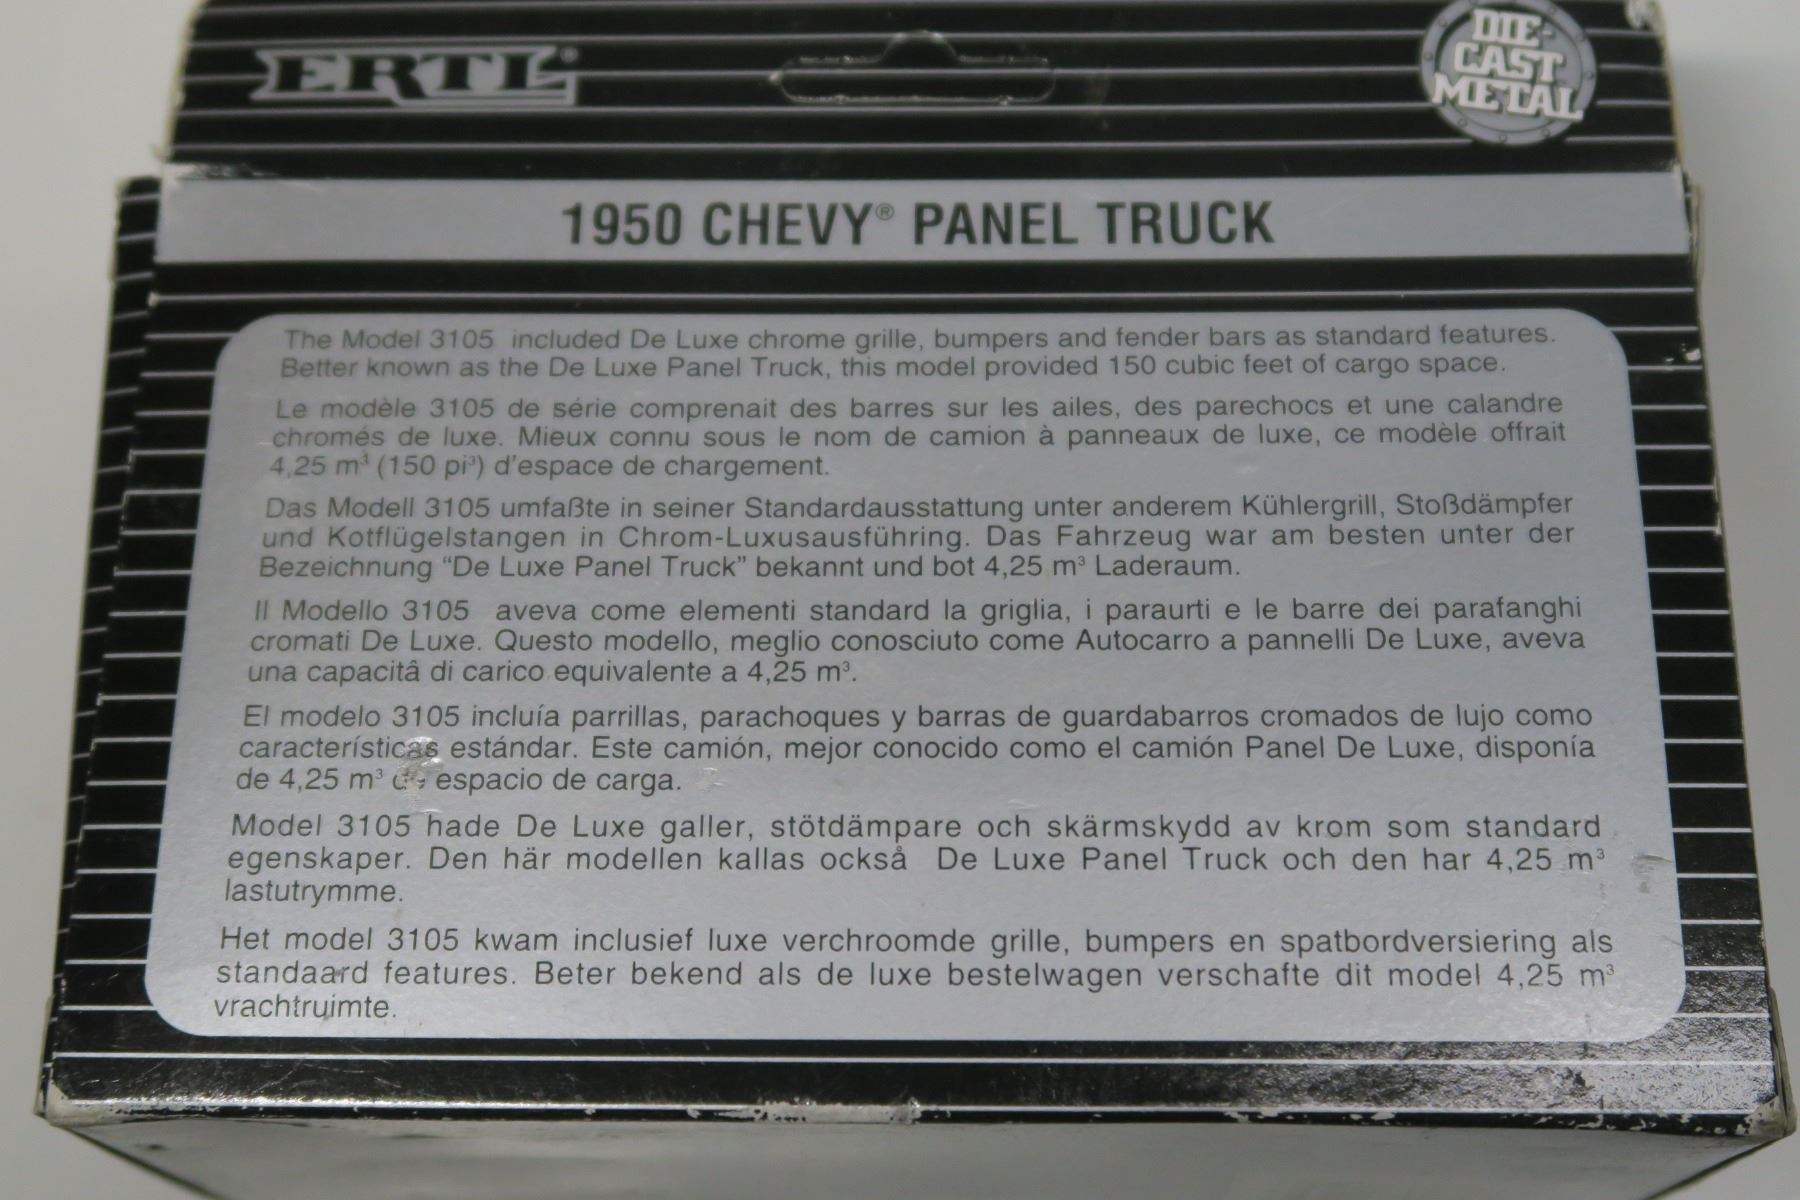 ERTL®
DIE-
CAST
METAL
1950 CHEVY® PANEL TRUCK
The Model 3105 included De Luxe chrome grille, bumpers and fender bars as standard features.
Better known as the De Luxe Panel Truck, this model provided 150 cubic feet of cargo space.
Le modèle 3105 de série comprenait des barres sur les ailes, des parechocs et une calandre
chromés de luxe. Mieux connu sous le nom de camion à panneaux de luxe, ce modèle offrait
4,25 m³ (150 pi³) d'espace de chargement.
Das Modell 3105 umfaßte in seiner Standardausstattung unter anderem Kühlergrill, Stoßdämpfer
und Kotflügelstangen in Chrom-Luxusausführing. Das Fahrzeug war am besten unter der
Bezeichnung “De Luxe Panel Truck” bekannt und bot 4,25 m³ Laderaum.
Il Modello 3105 aveva come elementi standard la griglia, i paraurti e le barre dei parafanghi
cromati De Luxe. Questo modello, meglio conosciuto come Autocarro a pannelli De Luxe, aveva
una capacitâ di carico equivalente a 4,25 m³.
El modelo 3105 incluía parrillas, parachoques y barras de guardabarros cromados de lujo como
características estándar. Este camión, mejor conocido como el camión Panel De Luxe, disponía
de 4,25 m³ de espacio de carga.
Model 3105 hade De Luxe galler, stötdämpare och skärmskydd av krom som standard
egenskaper. Den här modellen kallas också De Luxe Panel Truck och den har 4,25 m³
lastutrymme.
Het model 3105 kwam inclusief luxe verchroomde grille, bumpers en spatbordversiering als
standaard features. Beter bekend als de luxe bestelwagen verschafte dit model 4,25 m³
vrachtruimte.